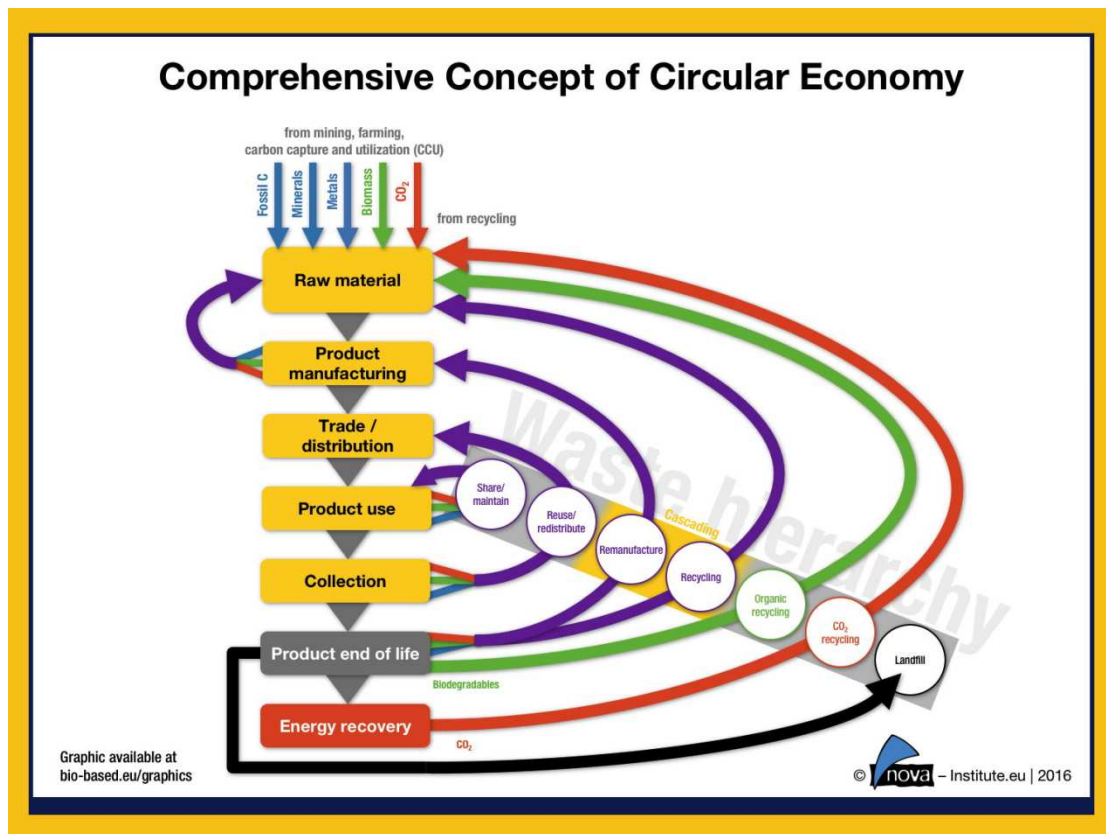 Comprehensive Concept of Circular Economy
from mining, farming,
carbon capture and utilization (CCU)
Fossil C
Minerals
Metals
Biomass
CO₂
from recycling
Raw material
Product
manufacturing
Trade /
distribution
Product use
Collection
Product end of life
Energy recovery
Waste hierarchy
Cascading
Share/
maintain
Reuse/
redistribute
Remanufacture
Recycling
Organic
recycling
CO₂
recycling
Landfill
Biodegradables
CO₂
Graphic available at
bio-based.eu/graphics
© nova – Institute.eu | 2016